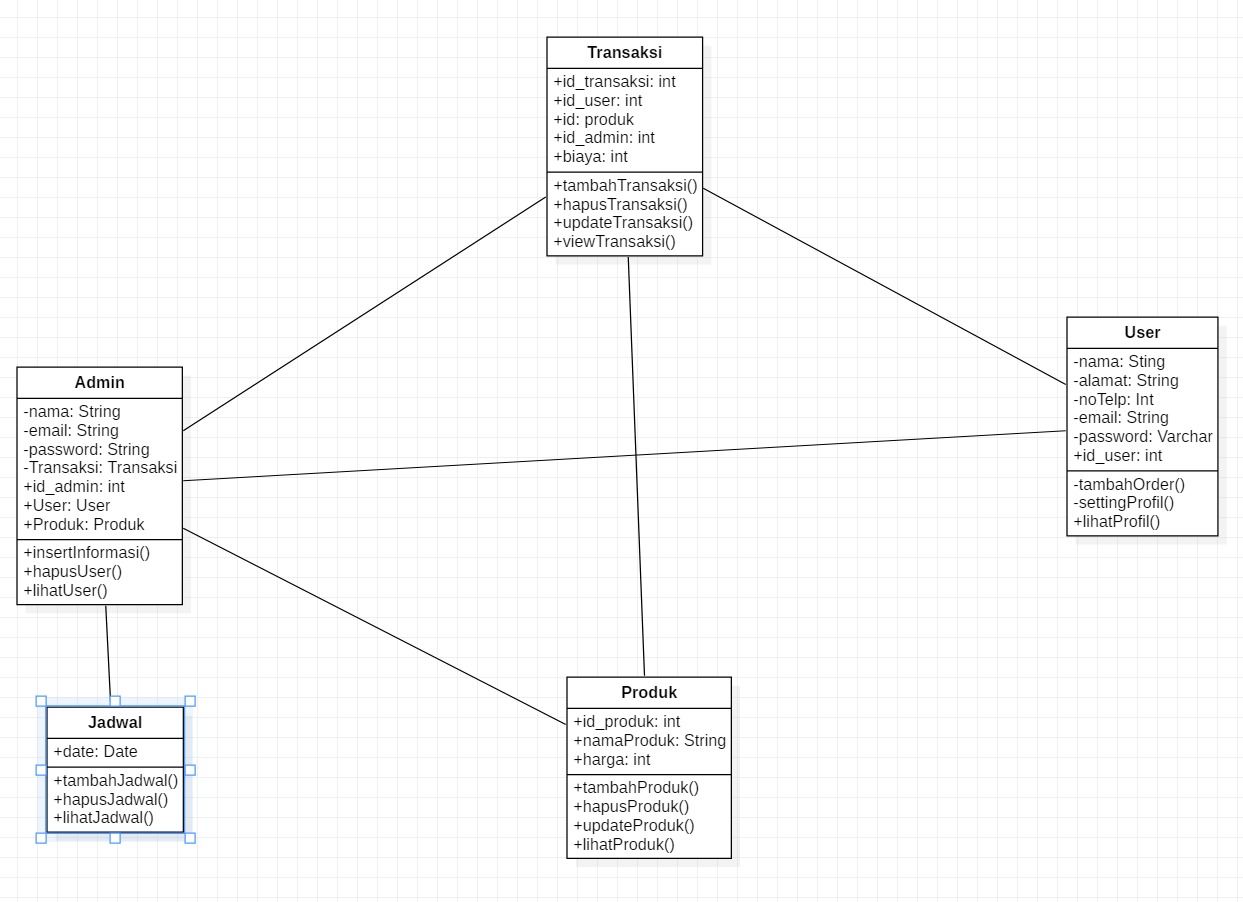 Transaksi
+id_transaksi: int
+id_user: int
+id: produk
+id_admin: int
+biaya: int
+tambahTransaksi()
+hapusTransaksi()
+updateTransaksi()
+viewTransaksi()
User
-nama: Sting
-alamat: String
-noTelp: Int
-email: String
-password: Varchar
+id_user: int
-tambahOrder()
-settingProfil()
+lihatProfil()
Admin
-nama: String
-email: String
-password: String
-Transaksi: Transaksi
+id_admin: int
+User: User
+Produk: Produk
+insertInformasi()
+hapusUser()
+lihatUser()
Produk
+id_produk: int
+namaProduk: String
+harga: int
+tambahProduk()
+hapusProduk()
+updateProduk()
+lihatProduk()
Jadwal
+date: Date
+tambahJadwal()
+hapusJadwal()
+lihatJadwal()